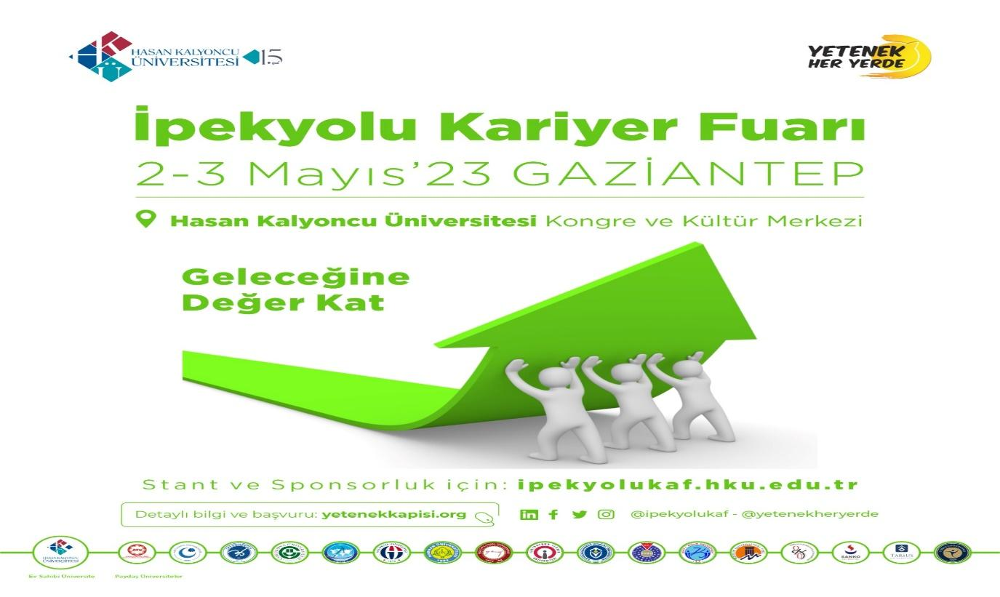 HASAN KALYONCU
ÜNİVERSİTESİ
15
YETENEK
HER YERDE
İpekyolu Kariyer Fuarı
2-3 Mayıs'23 GAZİANTEP
Hasan Kalyoncu Üniversitesi Kongre ve Kültür Merkezi
Geleceğine
Değer Kat
Stant ve Sponsorluk için: ipekyolukaf.hku.edu.tr
Detaylı bilgi ve başvuru: yetenekkapisi.org
@ipekyolukaf - @yetenekheryerde
HASAN KALYONCU
ÜNİVERSİTESİ
SANKO
TARSUS
Ev Sahibi Üniversite
Paydaş Üniversiteler